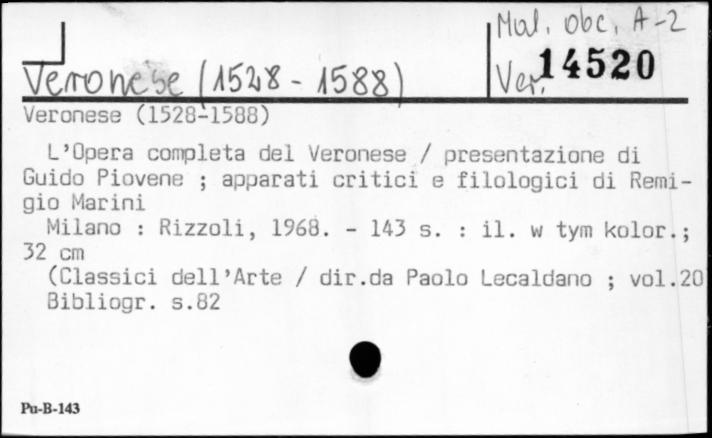 Mal. obc. A-2
Veronese (1528 - 1588)
Ver. 14520
Veronese (1528-1588)
L'Opera completa del Veronese / presentazione di
Guido Piovene ; apparati critici e filologici di Remi-
gio Marini
Milano : Rizzoli, 1968. - 143 s. : il. w tym kolor.;
32 cm
(Classici dell'Arte / dir.da Paolo Lecaldano ; vol.20
Bibliogr. s.82
Pu-B-143